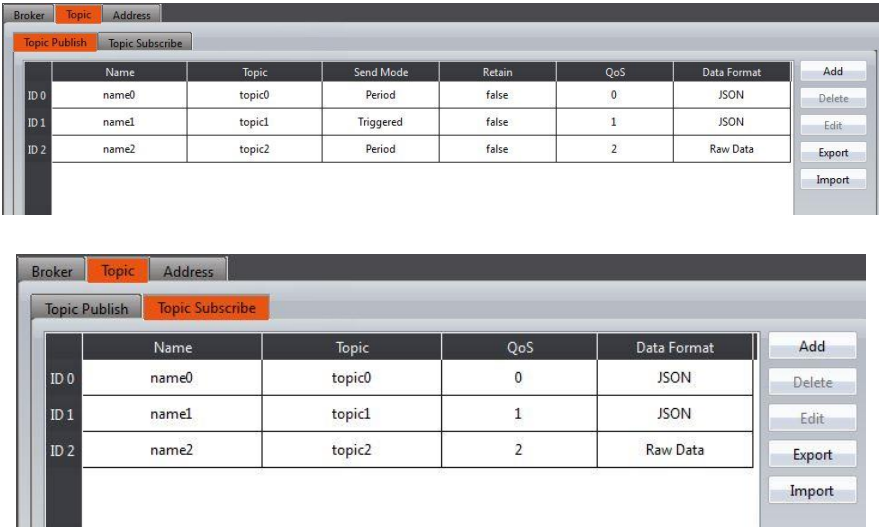 Broker Topic Address
Topic Publish Topic Subscribe
Name Topic Send Mode Retain QoS Data Format Add
ID 0 name0 topic0 Period false 0 JSON Delete
ID 1 name1 topic1 Triggered false 1 JSON Edit
ID 2 name2 topic2 Period false 2 Raw Data Export
Import
Broker Topic Address
Topic Publish Topic Subscribe
Name Topic QoS Data Format Add
ID 0 name0 topic0 0 JSON Delete
ID 1 name1 topic1 1 JSON Edit
ID 2 name2 topic2 2 Raw Data Export
Import